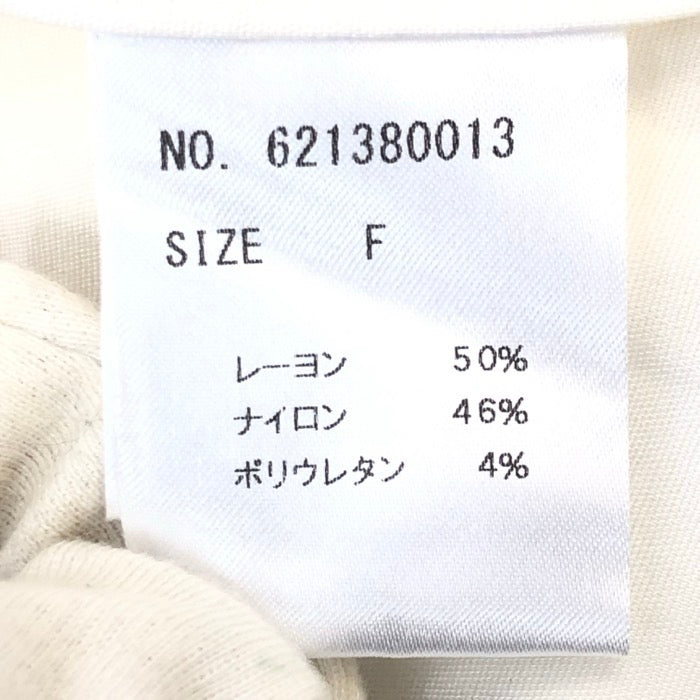 NO. 621380013
SIZE F
レーヨン 50%
ナイロン 46%
ポリウレタン 4%